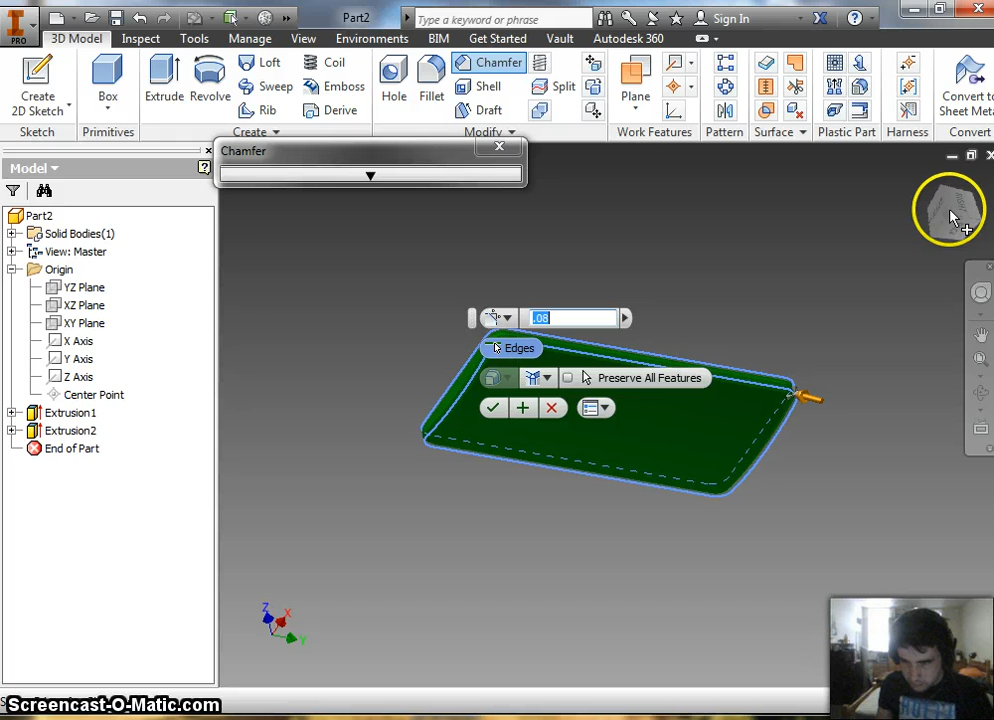 Part2
Type a keyword or phrase
Sign In
PRO
3D Model
Inspect
Tools
Manage
View
Environments
BIM
Get Started
Vault
Autodesk 360
Create
2D Sketch
Box
Extrude
Revolve
Loft
Sweep
Rib
Coil
Emboss
Derive
Hole
Fillet
Chamfer
Shell
Draft
Split
Plane
Convert to
Sheet Meta
Sketch
Primitives
Create
Modify
Work Features
Pattern
Surface
Plastic Part
Harness
Convert
Chamfer
Model
Part2
Solid Bodies(1)
View: Master
Origin
YZ Plane
XZ Plane
XY Plane
X Axis
Y Axis
Z Axis
Center Point
Extrusion1
Extrusion2
End of Part
.08
Edges
Preserve All Features
Z
X
Y
Screencast-O-Matic.com